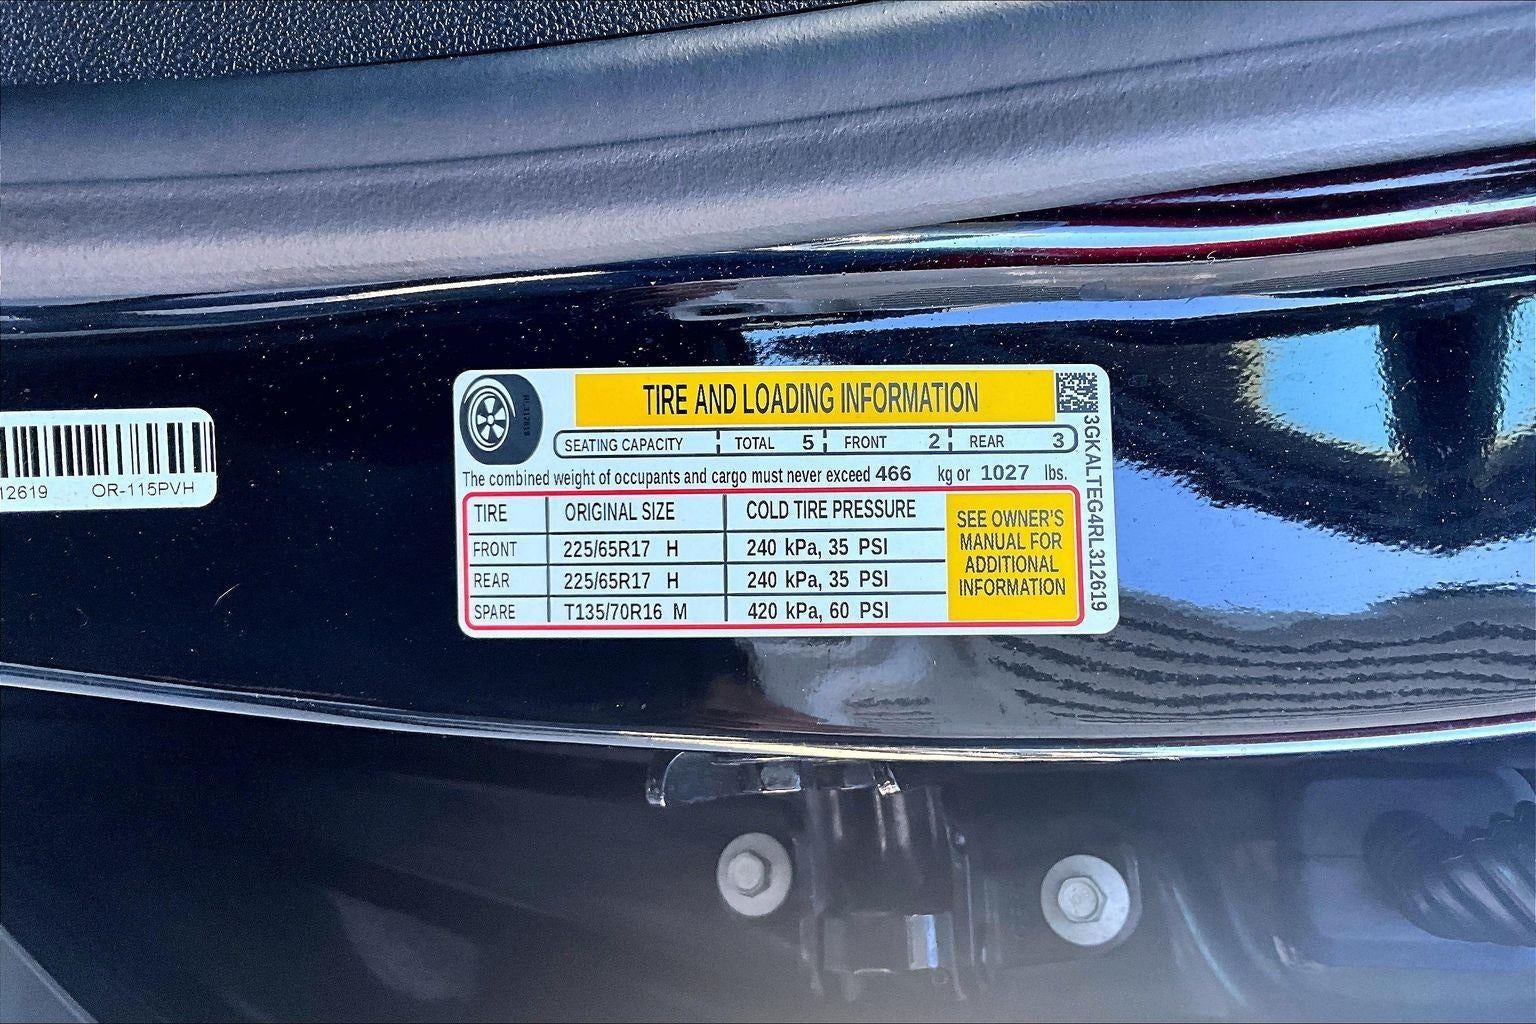 TIRE AND LOADING INFORMATION
SEATING CAPACITY TOTAL 5 FRONT 2 REAR 3
The combined weight of occupants and cargo must never exceed 466 kg or 1027 lbs.
TIRE ORIGINAL SIZE COLD TIRE PRESSURE
FRONT 225/65R17 H 240 kPa, 35 PSI
REAR 225/65R17 H 240 kPa, 35 PSI
SPARE T135/70R16 M 420 kPa, 60 PSI
SEE OWNER'S
MANUAL FOR
ADDITIONAL
INFORMATION
3GKALTEG4RL312619
RL312619
12619 OR-115PVH